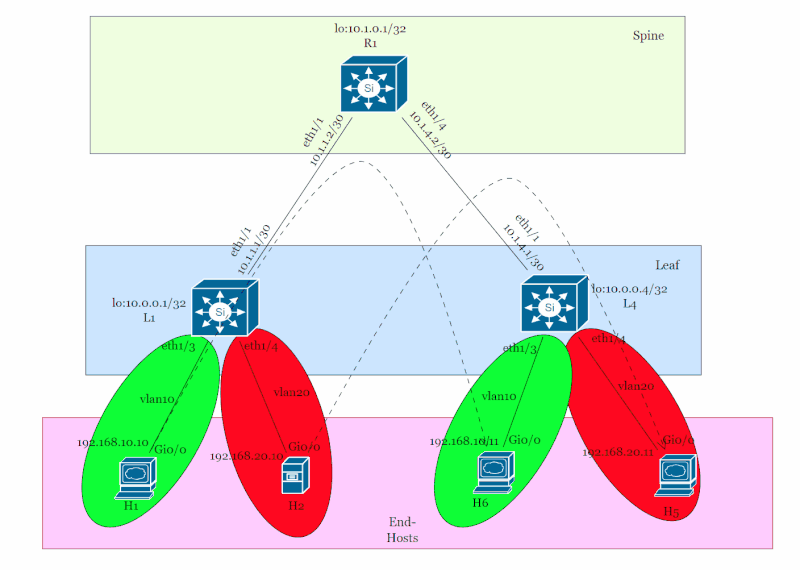 lo:10.1.0.1/32
R1
Spine
Si
eth1/1
10.1.1.2/30
eth1/4
10.1.4.2/30
eth1/1
10.1.1.1/30
eth1/1
10.1.4.1/30
Leaf
lo:10.0.0.1/32
L1
Si
Si
lo:10.0.0.4/32
L4
eth1/3
eth1/4
eth1/3
eth1/4
vlan10
vlan20
vlan10
vlan20
192.168.10.10
Gi0/0
192.168.20.10
Gi0/0
192.168.10.11
Gi0/0
192.168.20.11
Gi0/0
H1
H2
H6
H5
End-
Hosts